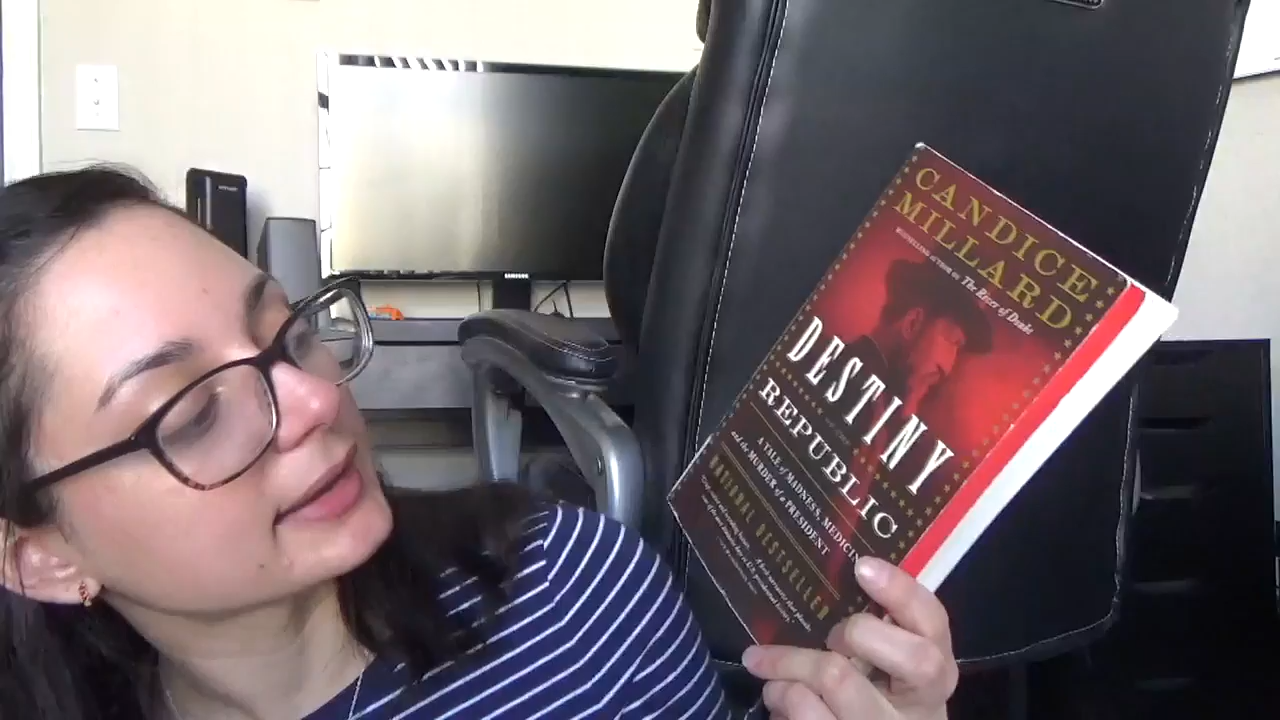 CANDICE
MILLARD
BESTSELLING AUTHOR OF The River of Doubt
DESTINY
REPUBLIC
A TALE of MADNESS, MEDICIN
and the MURDER of a PRESIDENT
NATIONAL BESTSELLER
SAMSUNG